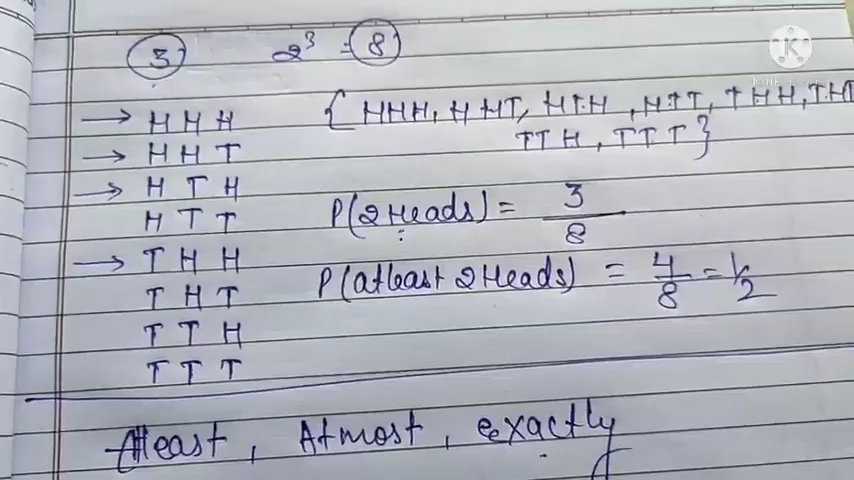 3 2³ = 8
→ H H H { HHH, HHT, HTH, HTT, THH, THT
→ H H T TTH, TTT }
→ H T H
H T T P(2 Heads) = 3/8
→ T H H P(atleast 2 Heads) = 4/8 = 1/2
T H T
T T H
T T T
Atleast, Atmost, exactly